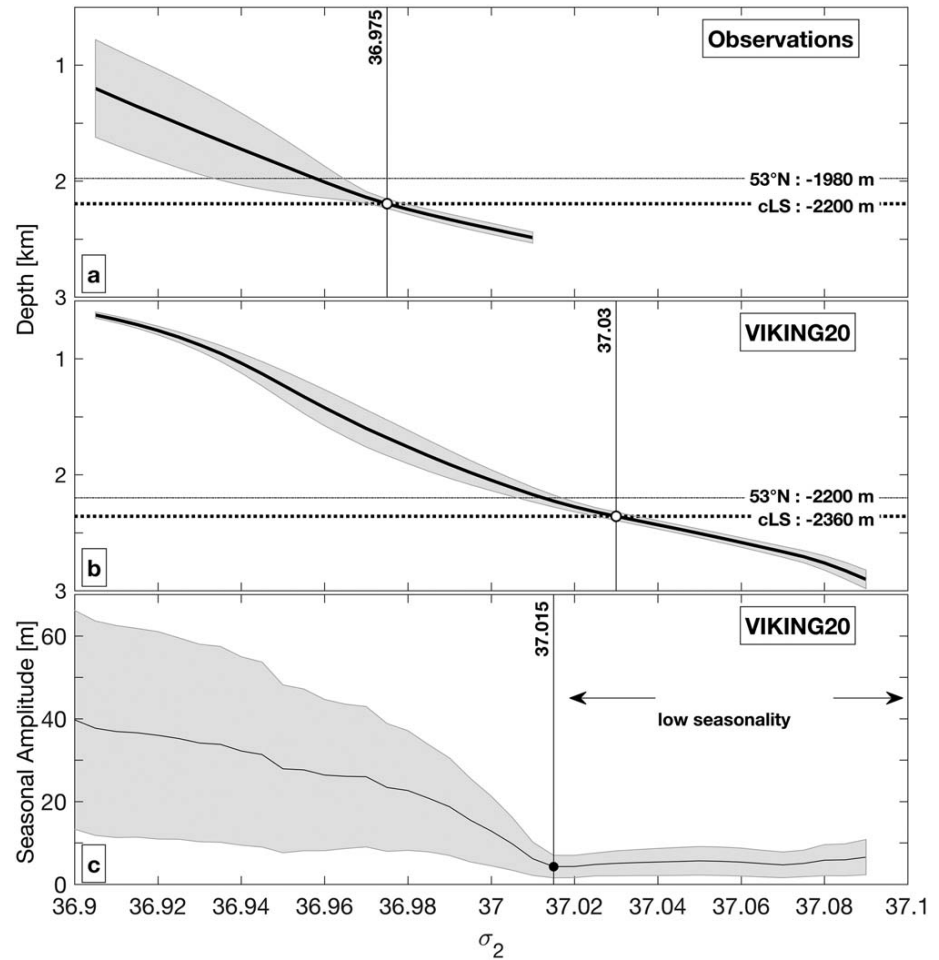 36.975
Observations
1
2
3
53°N : -1980 m
cLS : -2200 m
a
Depth [km]
37.03
VIKING20
1
2
3
53°N : -2200 m
cLS : -2360 m
b
37.015
VIKING20
Seasonal Amplitude [m]
60
40
20
0
low seasonality
c
36.9 36.92 36.94 36.96 36.98 37 37.02 37.04 37.06 37.08 37.1
σ2